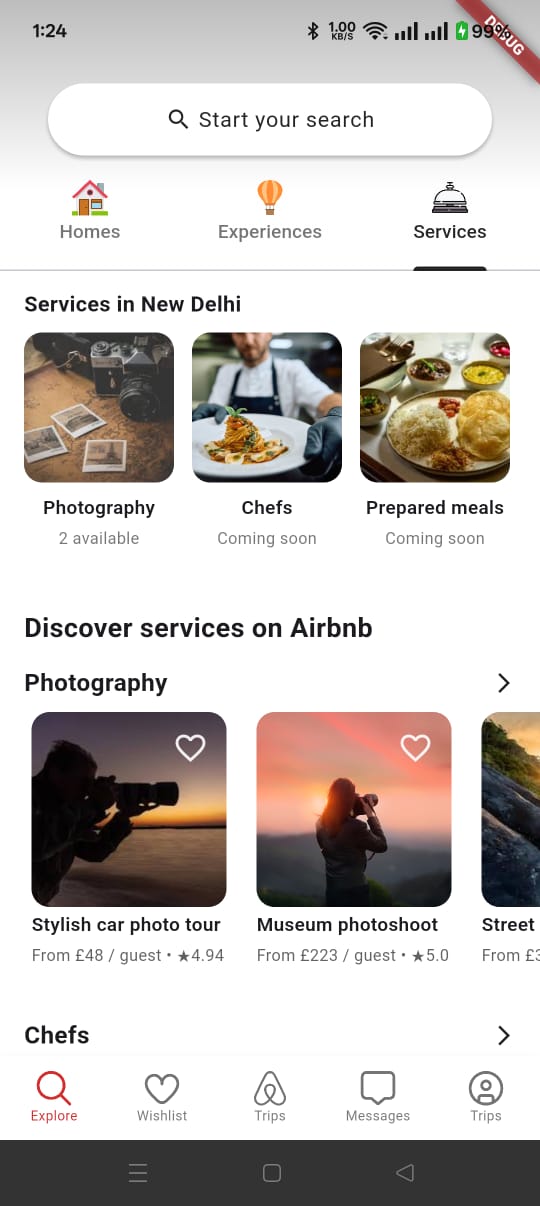 1:24
1.00
KB/S
99%
DEBUG
Start your search
Homes
Experiences
Services
Services in New Delhi
Photography
Chefs
Prepared meals
2 available
Coming soon
Coming soon
Discover services on Airbnb
Photography
Stylish car photo tour
Museum photoshoot
Street
From £48 / guest • ★4.94
From £223 / guest • ★5.0
From £3
Chefs
Explore
Wishlist
Trips
Messages
Trips